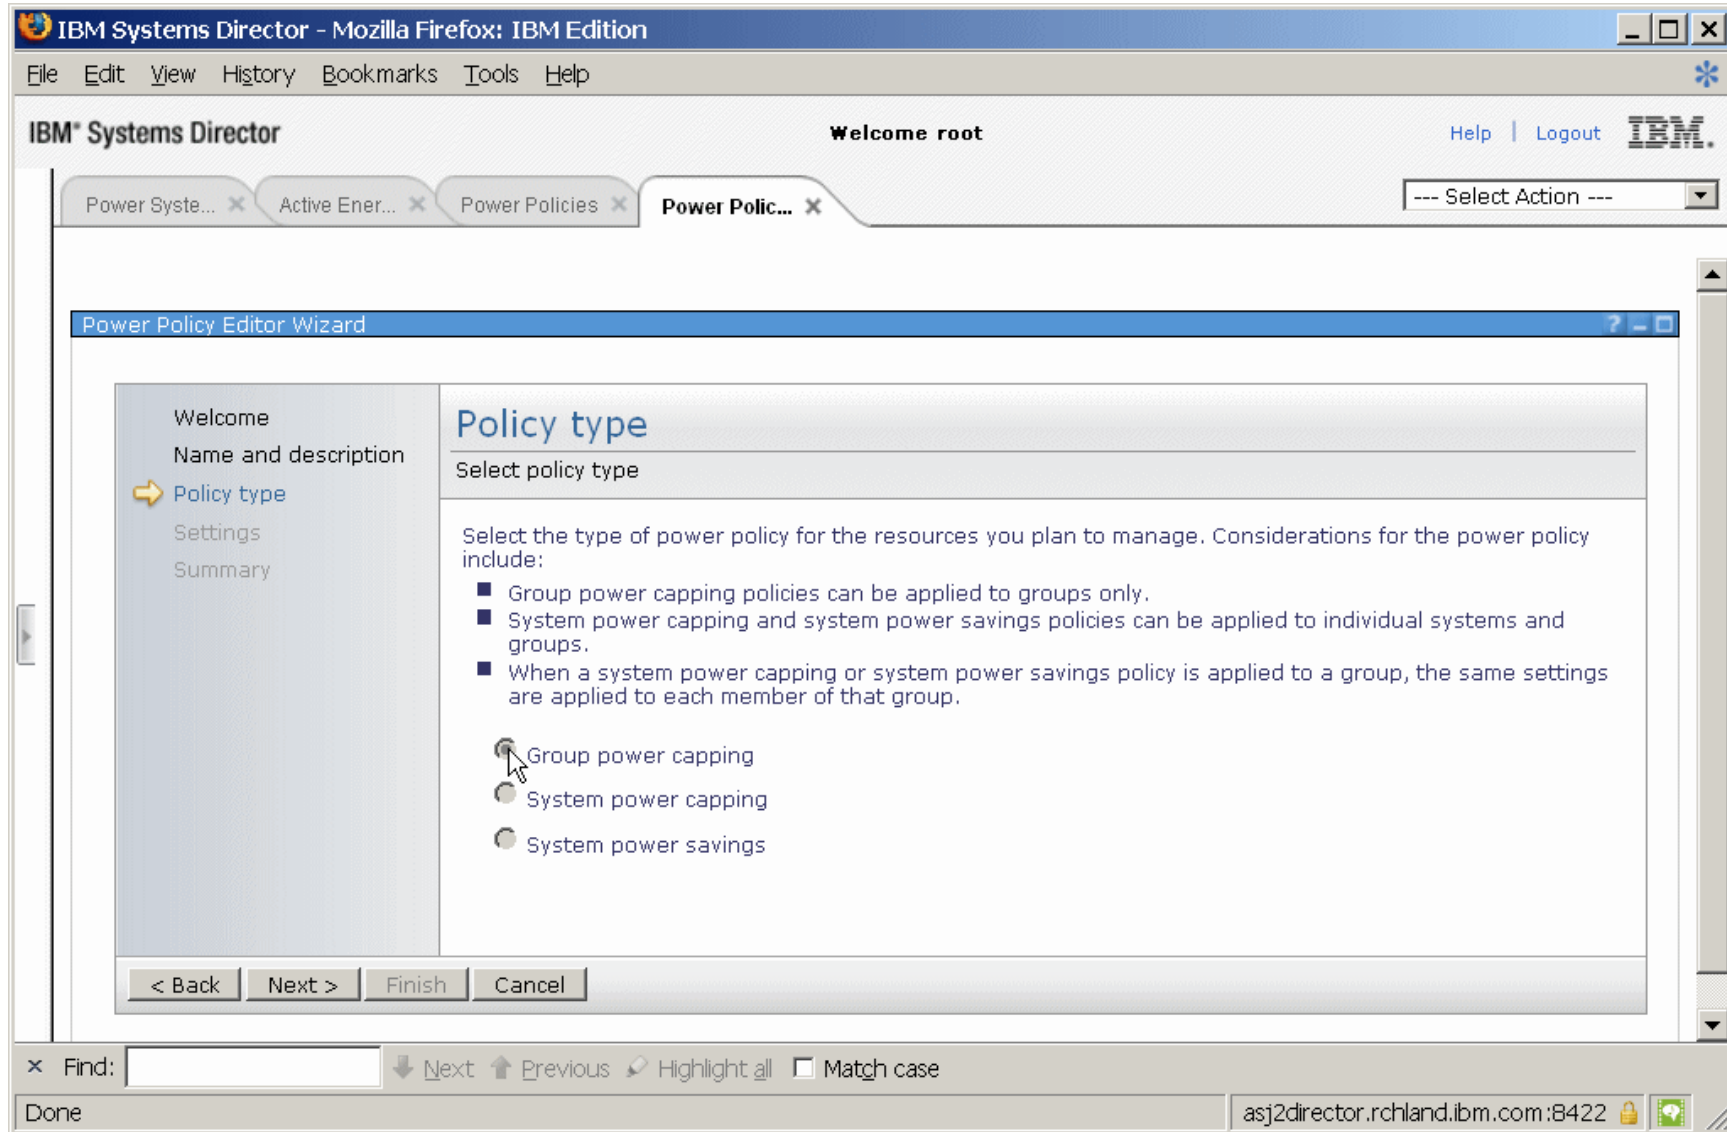 IBM Systems Director - Mozilla Firefox: IBM Edition
File Edit View History Bookmarks Tools Help
IBM® Systems Director
Welcome root
Help | Logout
IBM.
Power Syste...
Active Ener...
Power Policies
Power Polic...
--- Select Action ---
Power Policy Editor Wizard
Welcome
Name and description
Policy type
Settings
Summary
Policy type
Select policy type
Select the type of power policy for the resources you plan to manage. Considerations for the power policy
include:
Group power capping policies can be applied to groups only.
System power capping and system power savings policies can be applied to individual systems and
groups.
When a system power capping or system power savings policy is applied to a group, the same settings
are applied to each member of that group.
Group power capping
System power capping
System power savings
< Back Next > Finish Cancel
× Find: Next Previous Highlight all Match case
Done
asj2director.rchland.ibm.com:8422